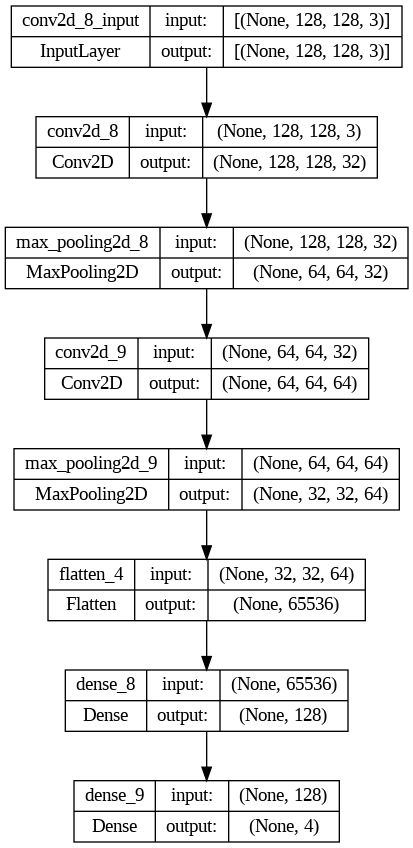 conv2d_8_input input: [(None, 128, 128, 3)]
InputLayer output: [(None, 128, 128, 3)]
conv2d_8 input: (None, 128, 128, 3)
Conv2D output: (None, 128, 128, 32)
max_pooling2d_8 input: (None, 128, 128, 32)
MaxPooling2D output: (None, 64, 64, 32)
conv2d_9 input: (None, 64, 64, 32)
Conv2D output: (None, 64, 64, 64)
max_pooling2d_9 input: (None, 64, 64, 64)
MaxPooling2D output: (None, 32, 32, 64)
flatten_4 input: (None, 32, 32, 64)
Flatten output: (None, 65536)
dense_8 input: (None, 65536)
Dense output: (None, 128)
dense_9 input: (None, 128)
Dense output: (None, 4)